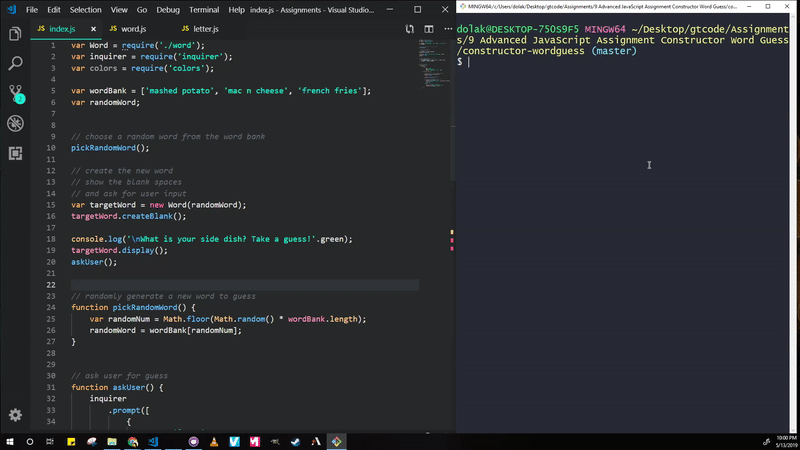 File Edit Selection View Go Debug Terminal Help index.js - Assignments - Visual Studio...
JS index.js × JS word.js JS letter.js
1 var Word = require('./word');
2 var inquirer = require('inquirer');
3 var colors = require('colors');
4
5 var wordBank = ['mashed potato', 'mac n cheese', 'french fries'];
6 var randomWord;
7
8
9 // choose a random word from the word bank
10 pickRandomWord();
11
12 // create the new word
13 // show the blank spaces
14 // and ask for user input
15 var targetWord = new Word(randomWord);
16 targetWord.createBlank();
17
18 console.log('\nWhat is your side dish? Take a guess!'.green);
19 targetWord.display();
20 askUser();
21
22
23 // randomly generate a new word to guess
24 function pickRandomWord() {
25 var randomNum = Math.floor(Math.random() * wordBank.length);
26 randomWord = wordBank[randomNum];
27 }
28
29
30 // ask user for guess
31 function askUser() {
32 inquirer
33 .prompt([
34 {
2
MINGW64:/c/Users/dolak/Desktop/gtcode/Assignments/9 Advanced JavaScript Assignment Constructor Word Guess/co...
dolak@DESKTOP-750S9F5 MINGW64 ~/Desktop/gtcode/Assignment
s/9 Advanced JavaScript Assignment Constructor Word Guess
/constructor-wordguess (master)
$
10:00 PM
5/13/2019